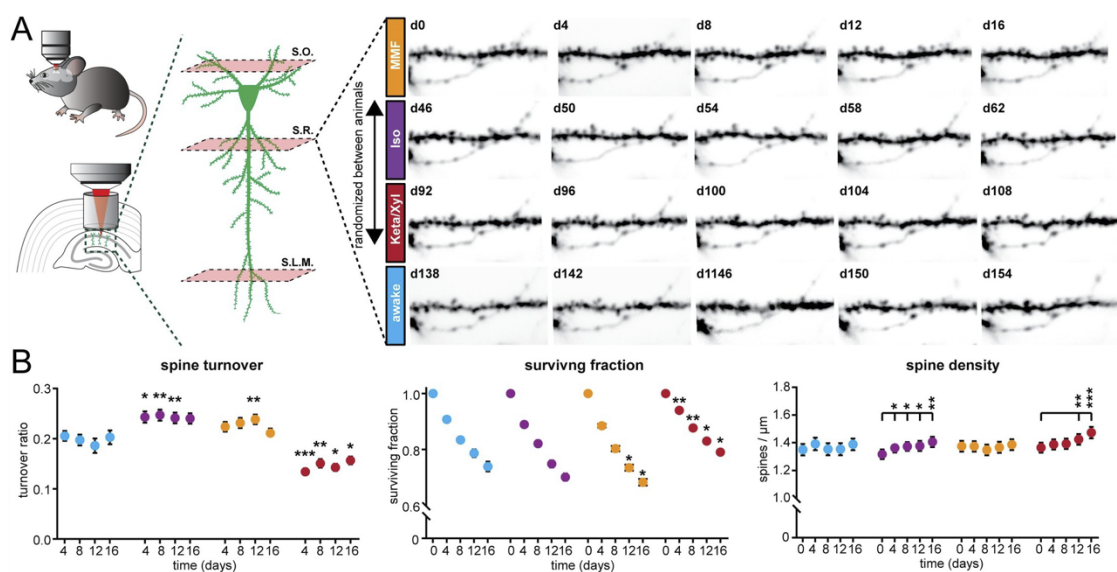 A
S.O.
S.R.
S.L.M.
randomized between animals
MMF
d0 d4 d8 d12 d16
Iso
d46 d50 d54 d58 d62
Keta/Xyl
d92 d96 d100 d104 d108
awake
d138 d142 d1146 d150 d154
B
spine turnover
turnover ratio
0.3
0.2
0.1
* ** ** ** *** ** * *
4 8 12 16 4 8 12 16 4 8 12 16 4 8 12 16
time (days)
survivng fraction
surviving fraction
1.0
0.8
0.6
0
* * ** ** * *
0 4 8 12 16 0 4 8 12 16 0 4 8 12 16 0 4 8 12 16
time (days)
spine density
spines / μm
1.8
1.6
1.4
1.2
1.0
0
* * * ** ** ***
0 4 8 12 16 0 4 8 12 16 0 4 8 12 16 0 4 8 12 16
time (days)